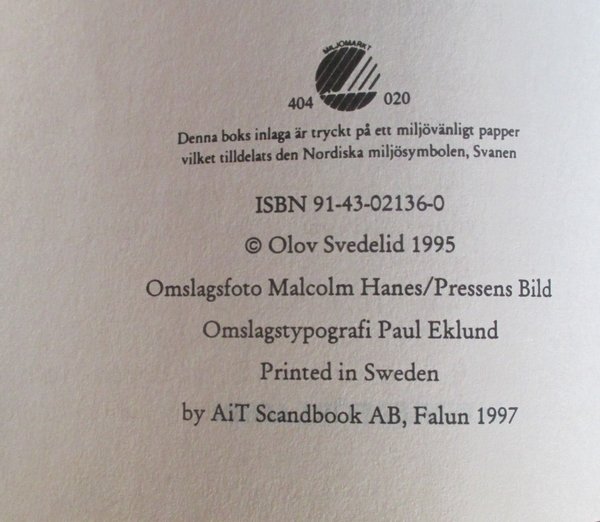 MILJÖMÄRKT
404 020
Denna boks inlaga är tryckt på ett miljövänligt papper
vilket tilldelats den Nordiska miljösymbolen, Svanen
ISBN 91-43-02136-0
© Olov Svedelid 1995
Omslagsfoto Malcolm Hanes/Pressens Bild
Omslagstypografi Paul Eklund
Printed in Sweden
by AiT Scandbook AB, Falun 1997